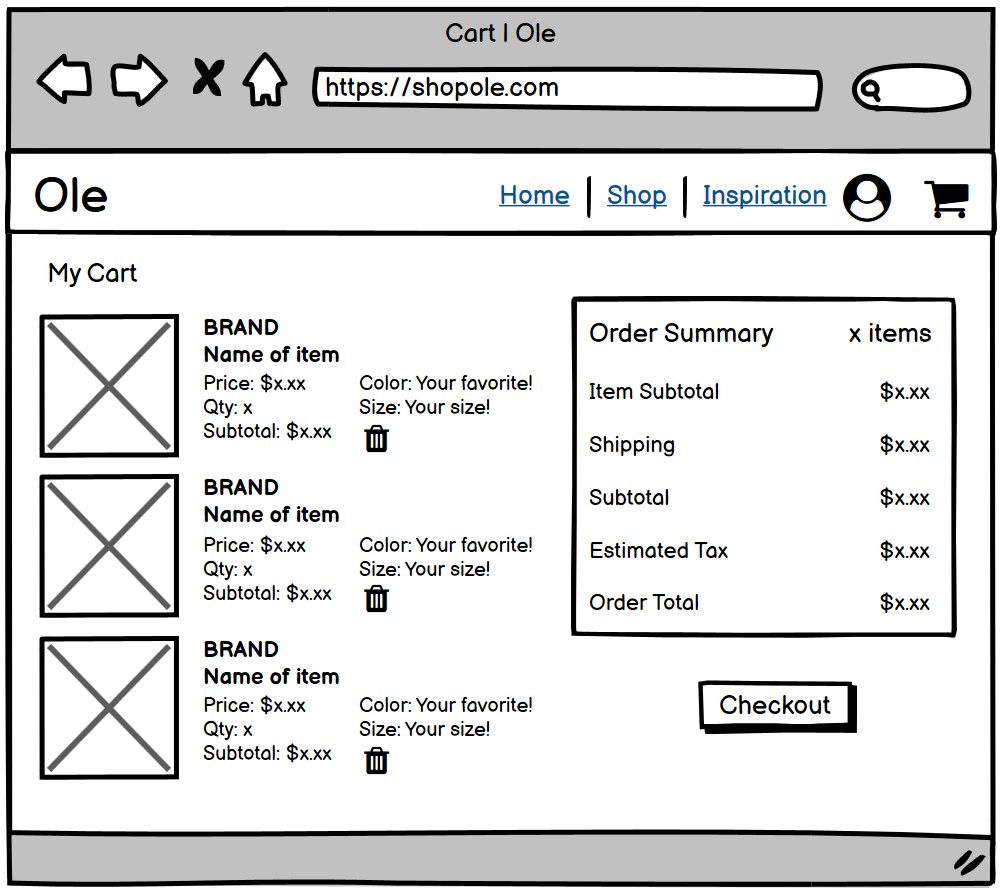 Cart | Ole
https://shopole.com
Ole
Home | Shop | Inspiration
My Cart
BRAND
Name of item
Price: $x.xx
Qty: x
Subtotal: $x.xx
Color: Your favorite!
Size: Your size!
BRAND
Name of item
Price: $x.xx
Qty: x
Subtotal: $x.xx
Color: Your favorite!
Size: Your size!
BRAND
Name of item
Price: $x.xx
Qty: x
Subtotal: $x.xx
Color: Your favorite!
Size: Your size!
Order Summary x items
Item Subtotal $x.xx
Shipping $x.xx
Subtotal $x.xx
Estimated Tax $x.xx
Order Total $x.xx
Checkout